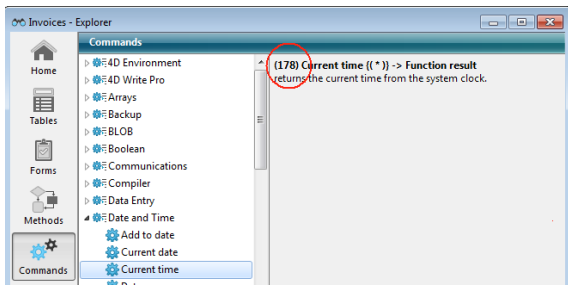 Invoices - Explorer
Commands
Home
Tables
Forms
Methods
Commands
4D Environment
4D Write Pro
Arrays
Backup
BLOB
Boolean
Communications
Compiler
Data Entry
Date and Time
Add to date
Current date
Current time
(178) Current time (( * )) -> Function result
returns the current time from the system clock.